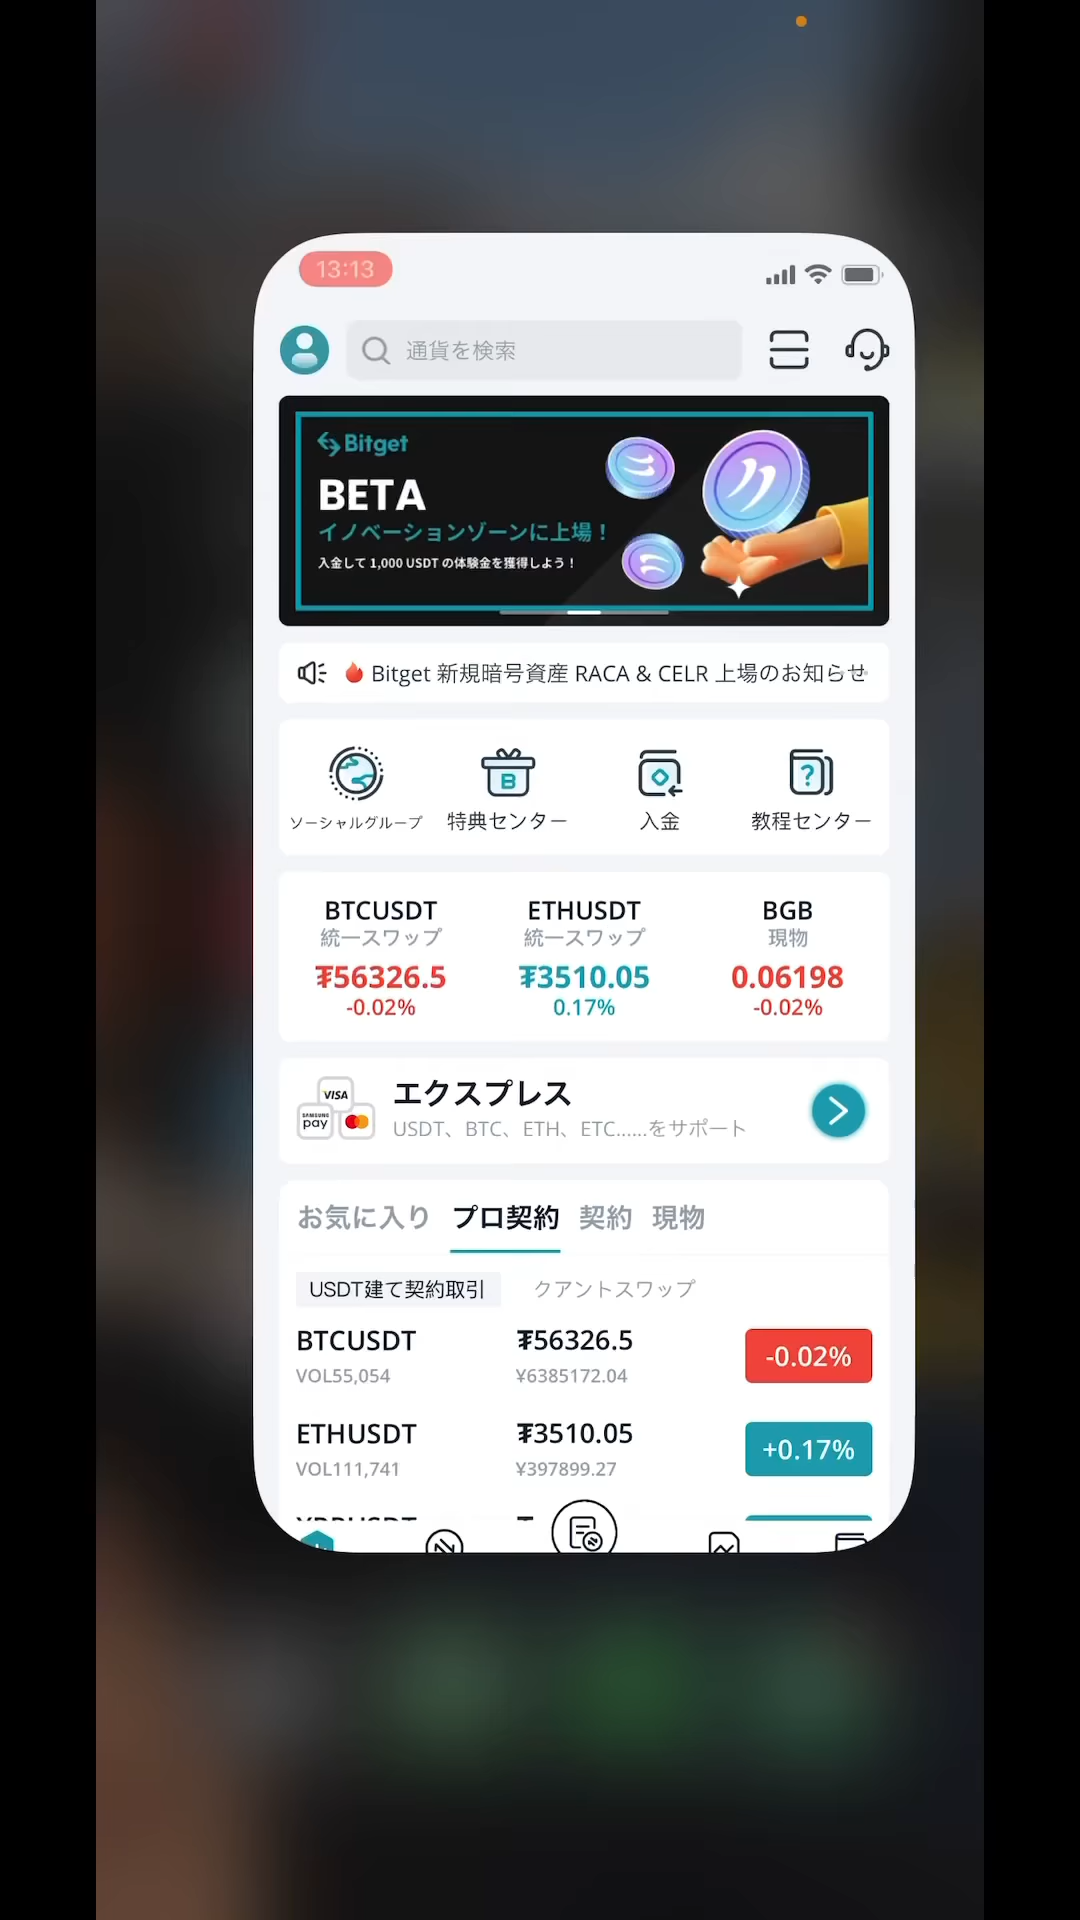 13:13
通貨を検索
Bitget
BETA
イノベーションゾーンに上場！
入金して 1,000 USDT の体験金を獲得しよう！
Bitget 新規暗号資産 RACA & CELR 上場のお知らせ
ソーシャルグループ
特典センター
入金
教程センター
BTCUSDT ETHUSDT BGB
統一スワップ 統一スワップ 現物
₮56326.5 ₮3510.05 0.06198
-0.02% 0.17% -0.02%
VISA
SAMSUNG
pay
エクスプレス
USDT、BTC、ETH、ETC......をサポート
お気に入り プロ契約 契約 現物
USDT建て契約取引 クアントスワップ
BTCUSDT ₮56326.5 -0.02%
VOL55,054 ¥6385172.04
ETHUSDT ₮3510.05 +0.17%
VOL111,741 ¥397899.27